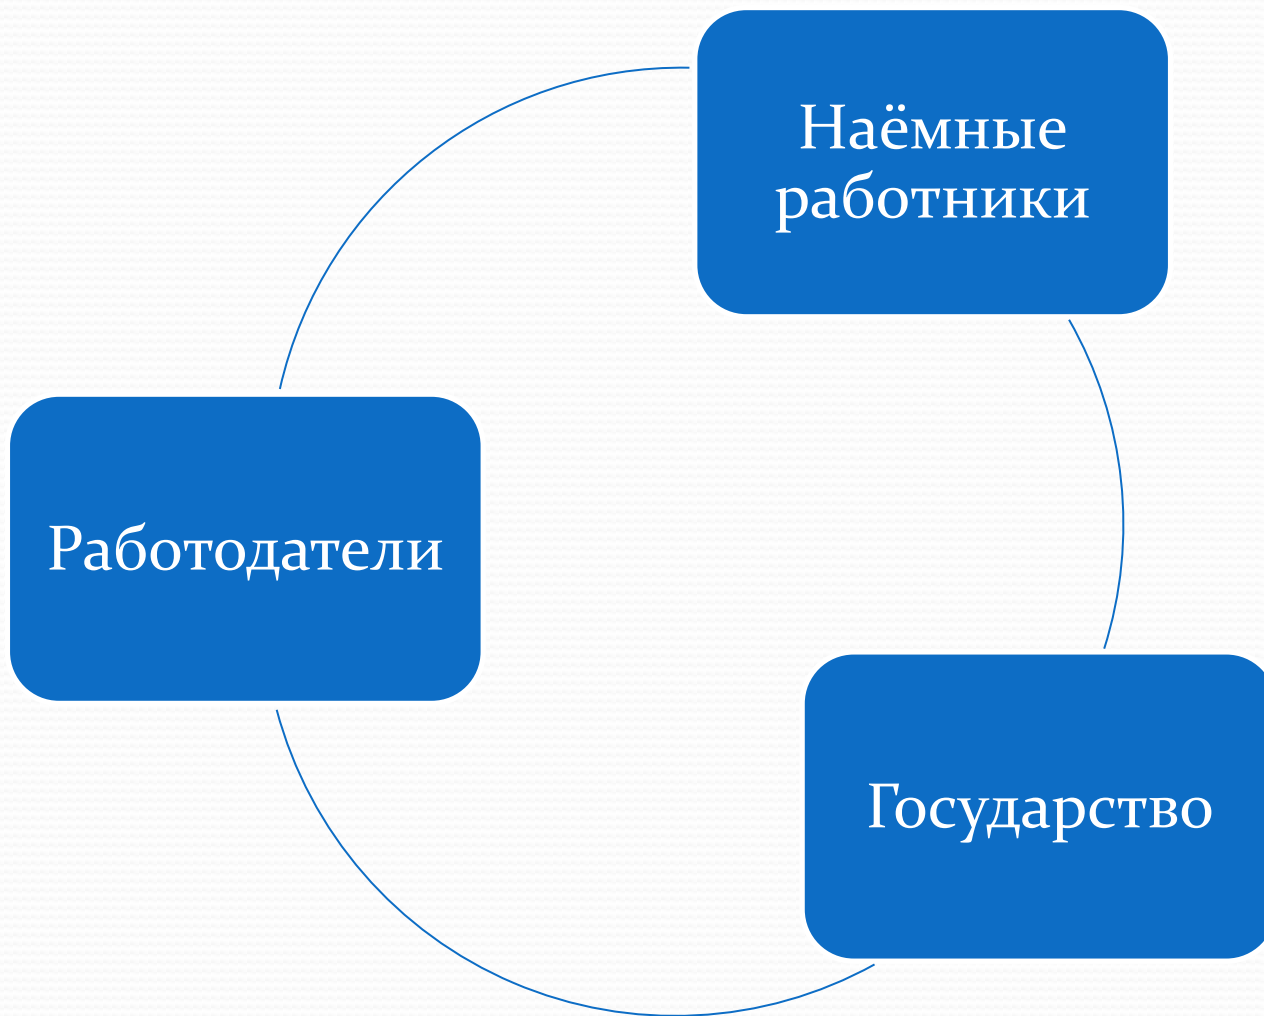 Наёмные
работники
Работодатели
Государство